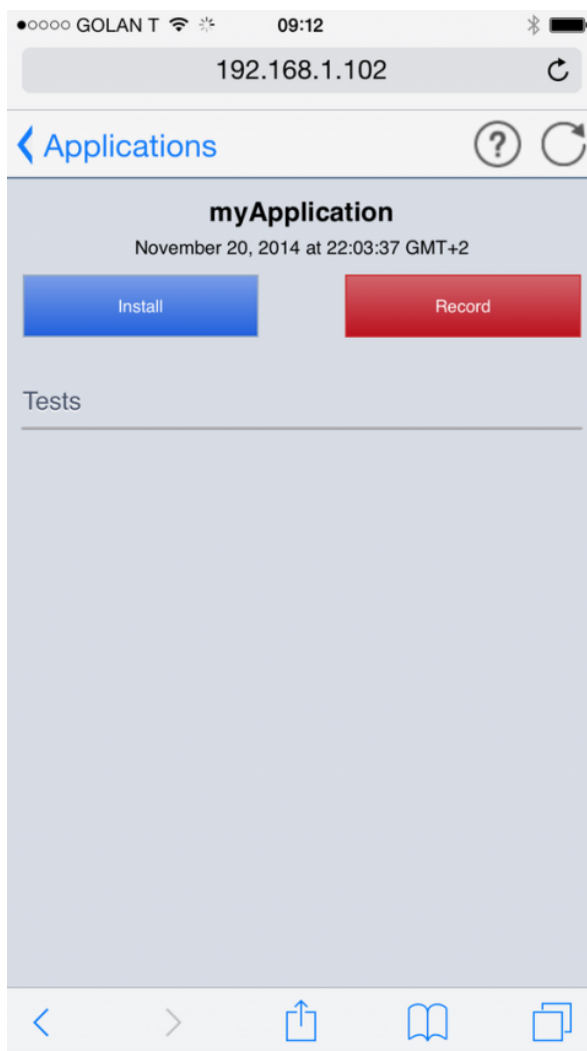 GOLAN T 09:12
192.168.1.102
Applications ?
myApplication
November 20, 2014 at 22:03:37 GMT+2
Install Record
Tests